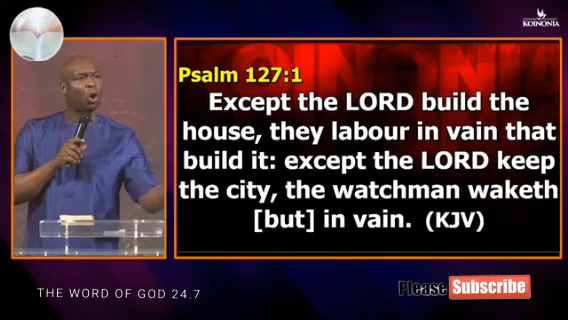 KOINONIA
Psalm 127:1
Except the LORD build the
house, they labour in vain that
build it: except the LORD keep
the city, the watchman waketh
[but] in vain. (KJV)
THE WORD OF GOD 24.7
Please Subscribe